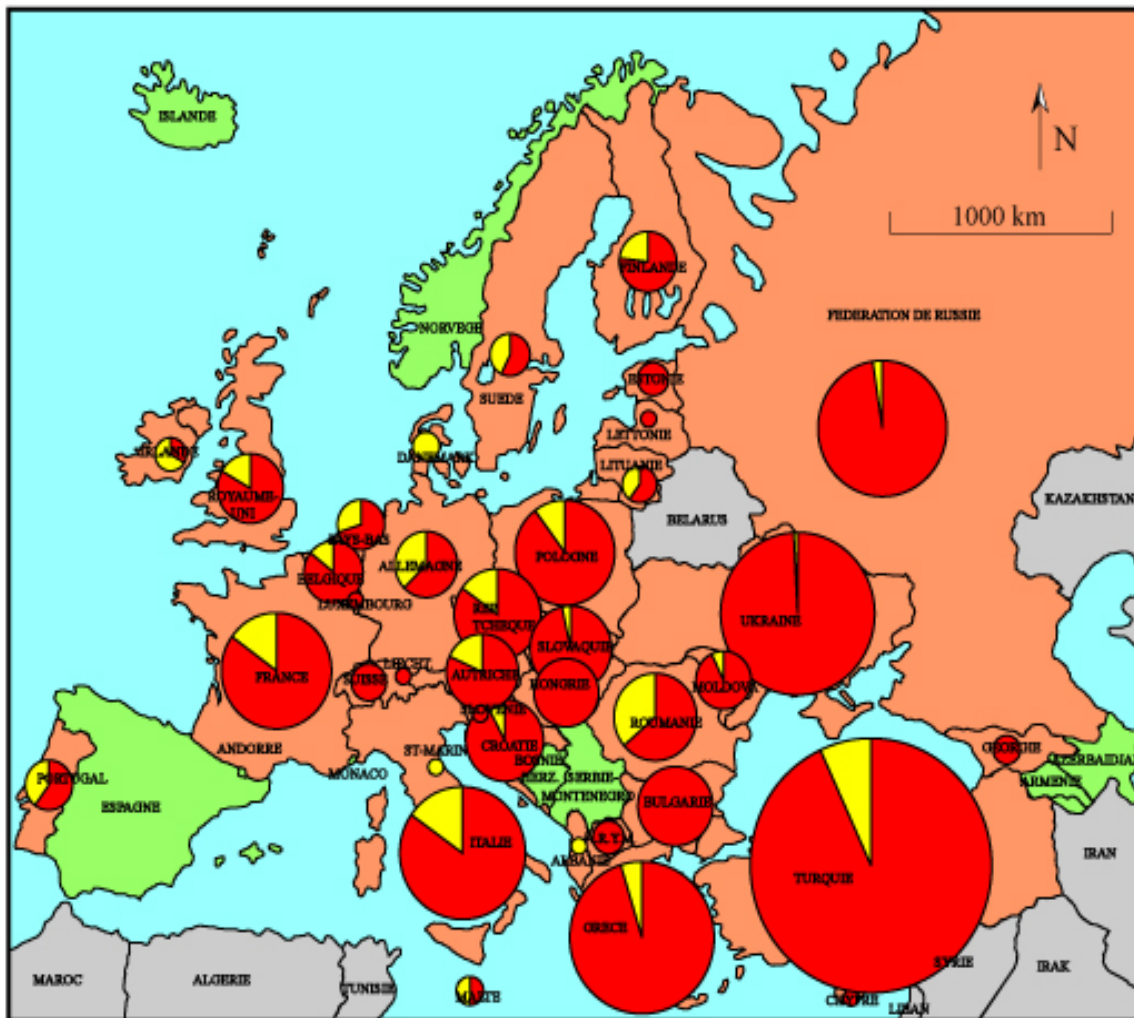 ISLANDE
N
1000 km
FINLANDE
FEDERATION DE RUSSIE
NORVEGE
ESTONIE
SUEDE
LETTONIE
DANEMARK
IRLANDE
LITUANIE
ROYAUME-
UNI
KAZAKHSTAN
BELARUS
PAYS-BAS
POLOGNE
ALLEMAGNE
BELGIQUE
LUXEMBOURG
REP
TCHEQUE
UKRAINE
SLOVAQUIE
FRANCE
SUISSE
LIECHT
AUTRICHE
HONGRIE
MOLDOVA
SLOVENIE
ROUMANIE
CROATIE
ST-MARIN
ANDORRE
BOSNIE
HERZ.
GEORGIE
AZERBAIDJAN
MONACO
SERBIE-
MONTENEGRO
ARMENIE
PORTUGAL
ESPAGNE
BULGARIE
ITALIE
R.Y.M
ALBANIE
IRAN
TURQUIE
GRECE
MAROC
ALGERIE
TUNISIE
MALTE
SYRIE
IRAK
CHYPRE
LIBAN